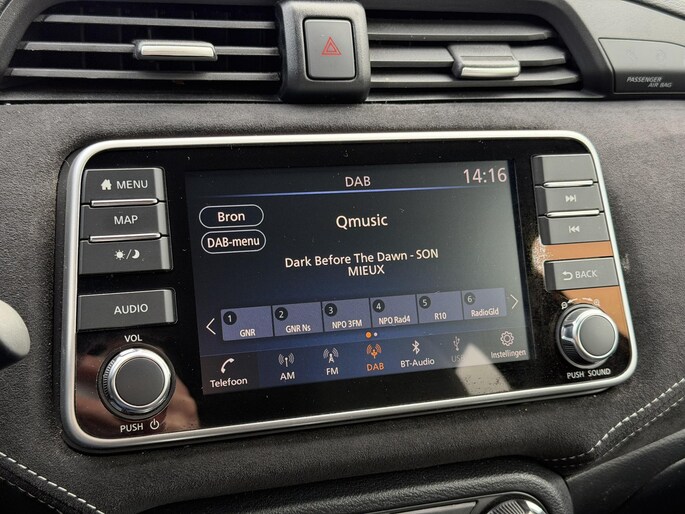 PASSENGER
AIR BAG
MENU
MAP
AUDIO
VOL
PUSH
DAB
14:16
Bron
DAB-menu
Qmusic
Dark Before The Dawn - SON
MIEUX
1 GNR
2 GNR Ns
3 NPO 3FM
4 NPO Rad4
5 R10
6 RadioGld
Telefoon
AM
FM
DAB
BT-Audio
USB
Instellingen
BACK
PUSH SOUND